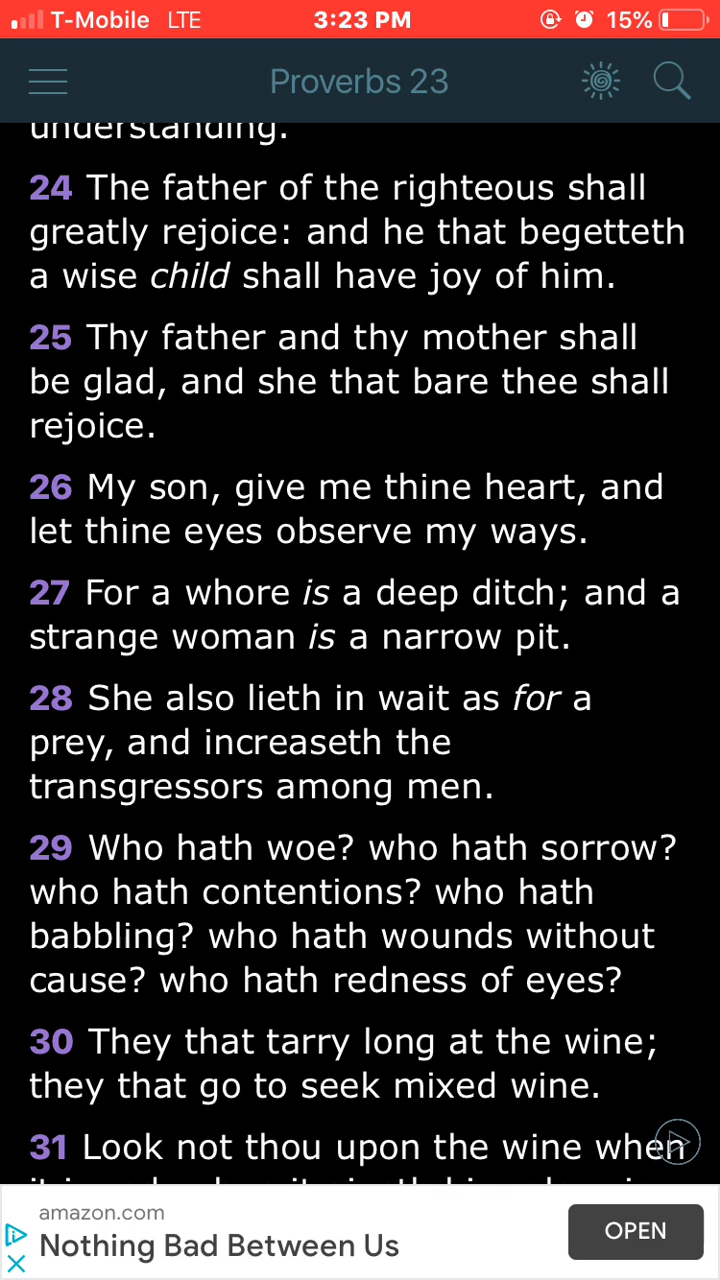 T-Mobile LTE 3:23 PM 15%
Proverbs 23
understanding.
24 The father of the righteous shall
greatly rejoice: and he that begetteth
a wise child shall have joy of him.
25 Thy father and thy mother shall
be glad, and she that bare thee shall
rejoice.
26 My son, give me thine heart, and
let thine eyes observe my ways.
27 For a whore is a deep ditch; and a
strange woman is a narrow pit.
28 She also lieth in wait as for a
prey, and increaseth the
transgressors among men.
29 Who hath woe? who hath sorrow?
who hath contentions? who hath
babbling? who hath wounds without
cause? who hath redness of eyes?
30 They that tarry long at the wine;
they that go to seek mixed wine.
31 Look not thou upon the wine when
amazon.com
Nothing Bad Between Us
OPEN